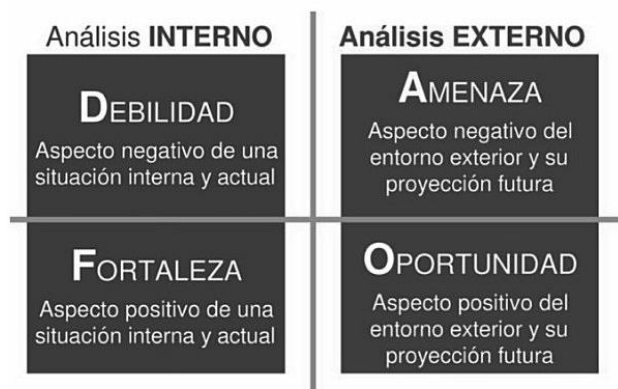 Análisis INTERNO
Análisis EXTERNO
DEBILIDAD
Aspecto negativo de una
situación interna y actual
AMENAZA
Aspecto negativo del
entorno exterior y su
proyección futura
FORTALEZA
Aspecto positivo de una
situación interna y actual
OPORTUNIDAD
Aspecto positivo del
entorno exterior y su
proyección futura